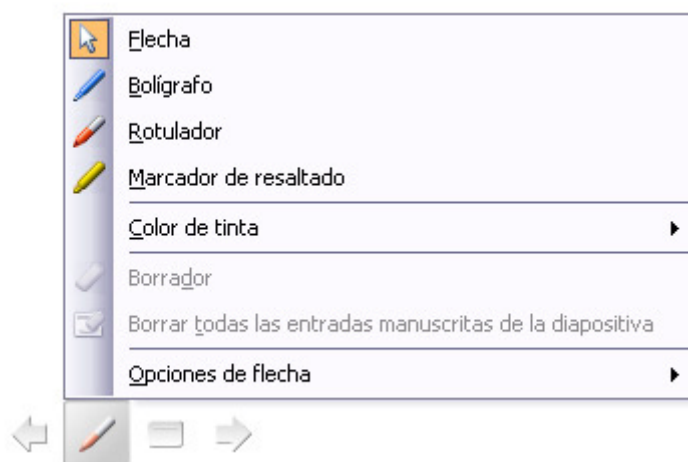 Flecha
Bolígrafo
Rotulador
Marcador de resaltado
Color de tinta
Borrador
Borrar todas las entradas manuscritas de la diapositiva
Opciones de flecha